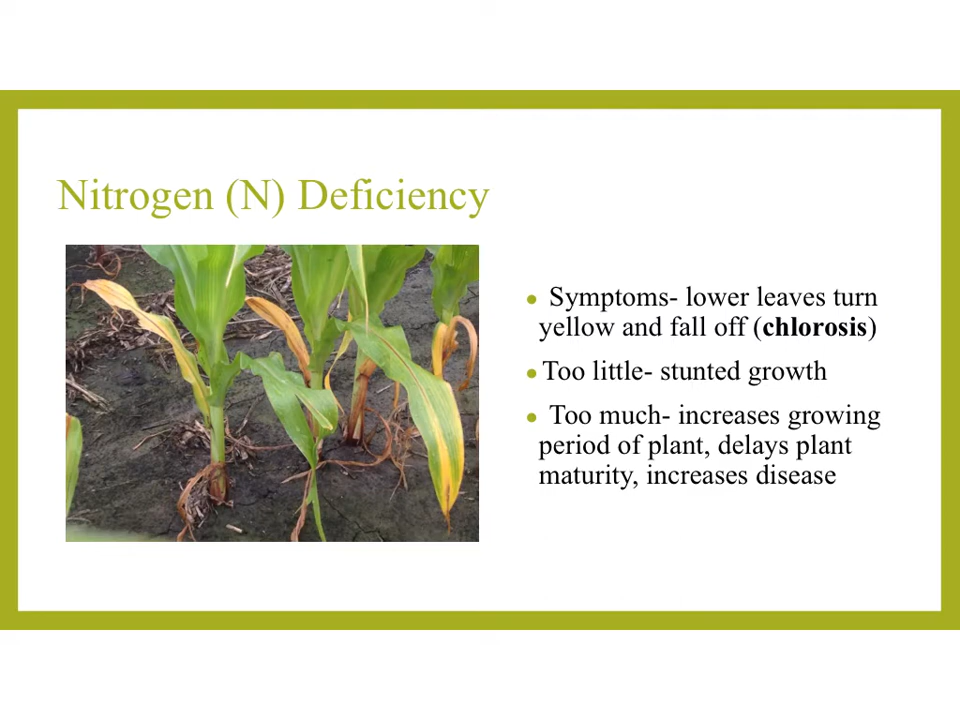 Nitrogen (N) Deficiency
● Symptoms- lower leaves turn
yellow and fall off (chlorosis)
● Too little- stunted growth
● Too much- increases growing
period of plant, delays plant
maturity, increases disease